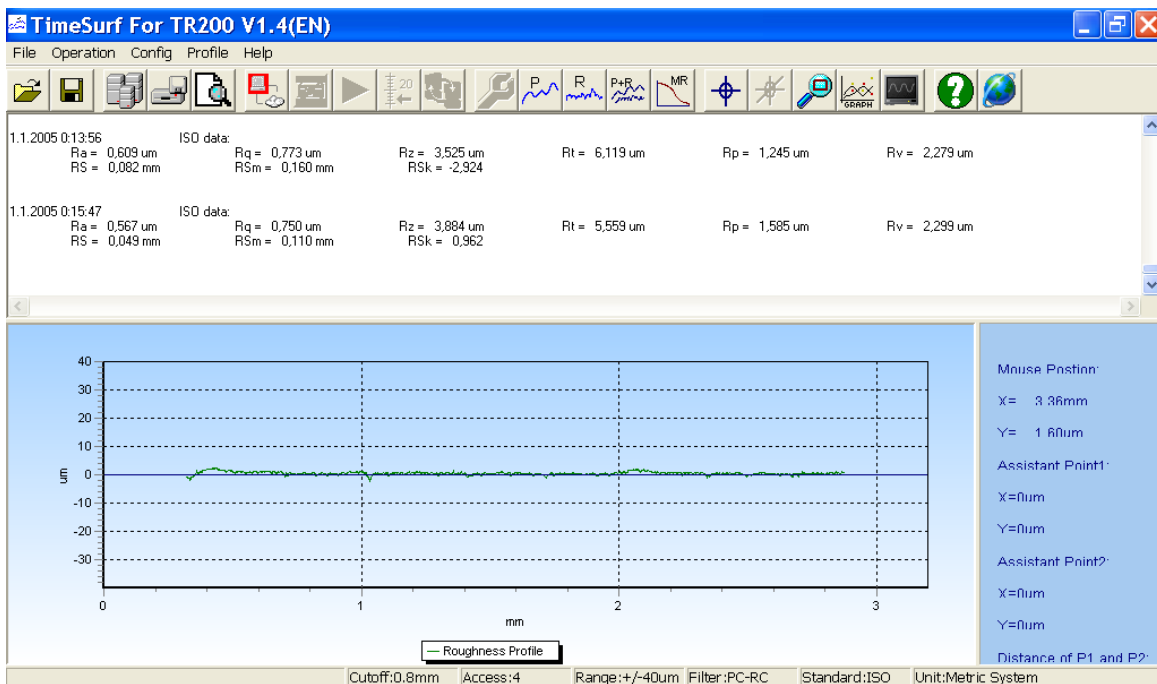 TimeSurf For TR200 V1.4(EN)
File Operation Config Profile Help
20 P R P+R MR GRAPH ?
1.1.2005 0:13:56 ISO data:
Ra = 0,609 um Rq = 0,773 um Rz = 3,525 um Rt = 6,119 um Rp = 1,245 um Rv = 2,279 um
RS = 0,082 mm RSm = 0,160 mm RSk = -2,924
1.1.2005 0:15:47 ISO data:
Ra = 0,567 um Rq = 0,750 um Rz = 3,884 um Rt = 5,559 um Rp = 1,585 um Rv = 2,299 um
RS = 0,049 mm RSm = 0,110 mm RSk = 0,962
40
30
20
10
0
-10
-20
-30
um
0 1 2 3
mm
Roughness Profile
Mouse Postion:
X= 3.36mm
Y= 1.60um
Assistant Point1:
X=0um
Y=0um
Assistant Point2:
X=0um
Y=0um
Distance of P1 and P2:
Cutoff:0.8mm Access:4 Range:+/-40um Filter:PC-RC Standard:ISO Unit:Metric System